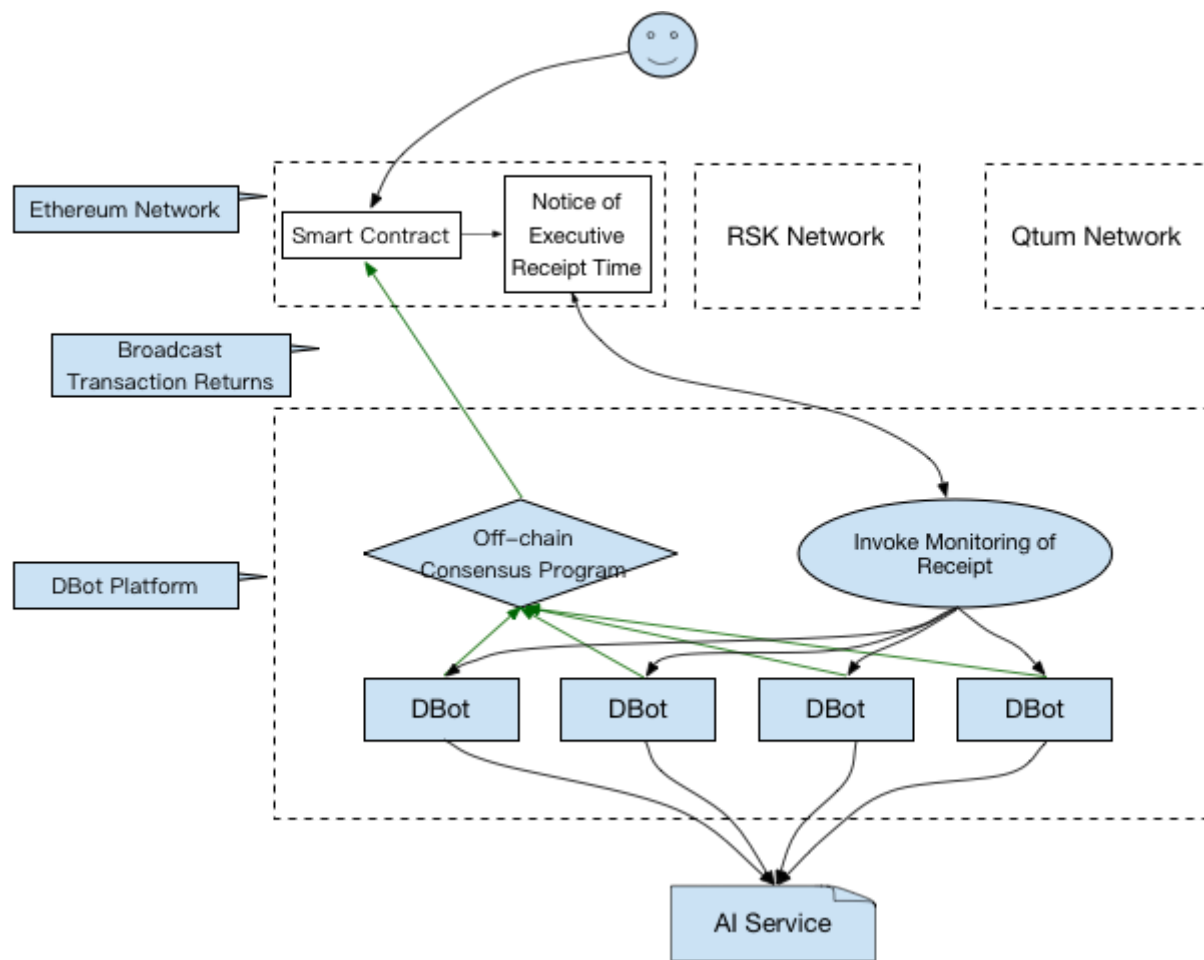 Ethereum Network
Smart Contract
Notice of
Executive
Receipt Time
RSK Network
Qtum Network
Broadcast
Transaction Returns
DBot Platform
Off-chain
Consensus Program
Invoke Monitoring of
Receipt
DBot
DBot
DBot
DBot
AI Service